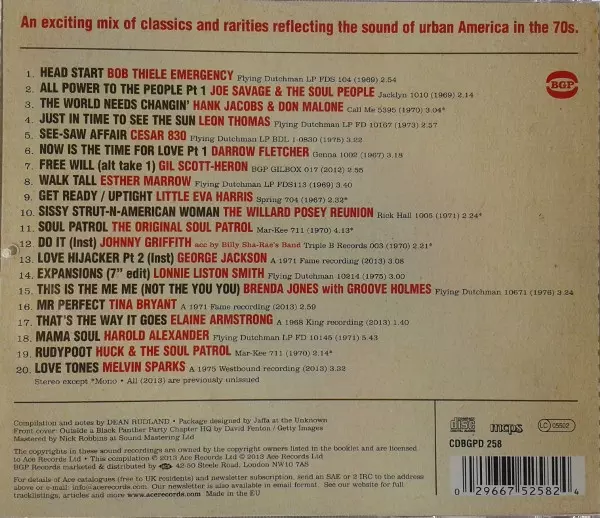 An exciting mix of classics and rarities reflecting the sound of urban America in the 70s.
1. HEAD START BOB THIELE EMERGENCY Flying Dutchman LP FDS 104 (1969) 2.54
2. ALL POWER TO THE PEOPLE Pt 1 JOE SAVAGE & THE SOUL PEOPLE Jacklyn 1010 (1969) 2.14
3. THE WORLD NEEDS CHANGIN' HANK JACOBS & DON MALONE Call Me 5395 (1970) 3.04*
4. JUST IN TIME TO SEE THE SUN LEON THOMAS Flying Dutchman LP FD 10167 (1973) 2.57
5. SEE-SAW AFFAIR CESAR 830 Flying Dutchman LP BDL 1-0830 (1975) 3.22
6. NOW IS THE TIME FOR LOVE Pt 1 DARROW FLETCHER Genna 1002 (1967) 3.18
7. FREE WILL (alt take 1) GIL SCOTT-HERON BGP GILBOX 017 (2012) 2.55
8. WALK TALL ESTHER MARROW Flying Dutchman LP FDS113 (1969) 3.40
9. GET READY / UPTIGHT LITTLE EVA HARRIS Spring 704 (1967) 2.32*
10. SISSY STRUT-N-AMERICAN WOMAN THE WILLARD POSEY REUNION Rick Hall 1005 (1971) 2.24*
11. SOUL PATROL THE ORIGINAL SOUL PATROL Mar-Kee 711 (1970) 4.13*
12. DO IT (Inst) JOHNNY GRIFFITH acc by Billy Sha-Rae's Band Triple B Records 003 (1970) 2.21*
13. LOVE HIJACKER Pt 2 (Inst) GEORGE JACKSON A 1971 Fame recording (2013) 3.08
14. EXPANSIONS (7" edit) LONNIE LISTON SMITH Flying Dutchman 10214 (1975) 3.00
15. THIS IS THE ME ME (NOT THE YOU YOU) BRENDA JONES with GROOVE HOLMES Flying Dutchman 10671 (1976) 3.24
16. MR PERFECT TINA BRYANT A 1971 Fame recording (2013) 2.59
17. THAT'S THE WAY IT GOES ELAINE ARMSTRONG A 1968 King recording (2013) 1.40
18. MAMA SOUL HAROLD ALEXANDER Flying Dutchman LP FD 10145 (1971) 5.43
19. RUDYPOOT HUCK & THE SOUL PATROL Mar-Kee 711 (1970) 2.14*
20. LOVE TONES MELVIN SPARKS A 1975 Westbound recording (2013) 3.31
Stereo except *Mono • All (2013) are previously unissued
BGP
Compilation and notes by DEAN RUDLAND • Package designed by Jaffa at the Unknown
Front cover: Outside a Black Panther Party Chapter HQ by David Fenton / Getty Images
Mastered by Nick Robbins at Sound Mastering Ltd
The copyrights in these sound recordings are owned by the copyright owners listed in the booklet and are licensed
to Ace Records Ltd • This compilation ℗ 2013 Ace Records Ltd © 2013 Ace Records Ltd
BGP Records marketed & distributed by ACE 42-50 Steele Road, London NW10 7AS
For details of Ace catalogues (free to UK residents) and newsletter subscription, send an SAE or 2 IRC to the address
above or e-mail: info@acerecords.com. Our newsletter is also available in email format. See our website for full
tracklistings, articles and much more www.acerecords.com Made in the EU
COMPACT
disc
DIGITAL AUDIO
mcps
LC 05522
CDBGPD 258
0 29667 52582 4